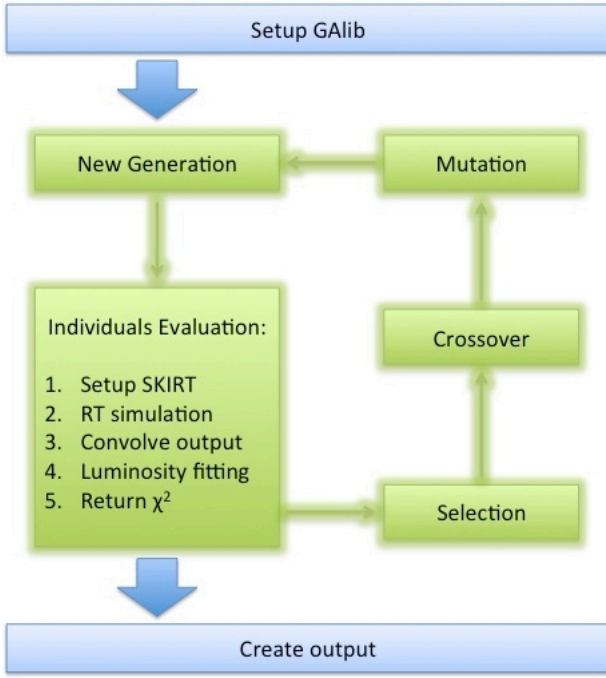 Setup GAlib
New Generation
Mutation
Individuals Evaluation:
1. Setup SKIRT
2. RT simulation
3. Convolve output
4. Luminosity fitting
5. Return χ²
Crossover
Selection
Create output